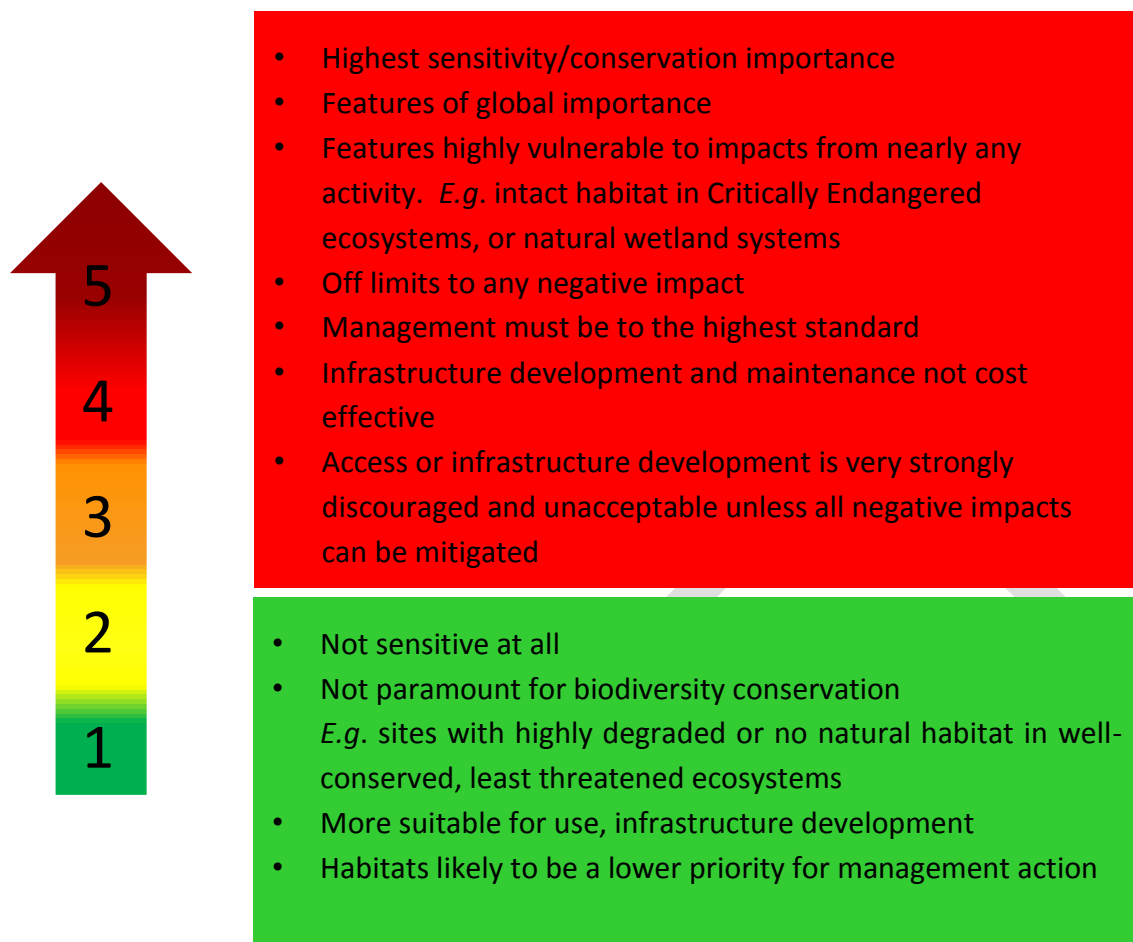 5
4
3
2
1
• Highest sensitivity/conservation importance
• Features of global importance
• Features highly vulnerable to impacts from nearly any
activity.  E.g. intact habitat in Critically Endangered
ecosystems, or natural wetland systems
• Off limits to any negative impact
• Management must be to the highest standard
• Infrastructure development and maintenance not cost
effective
• Access or infrastructure development is very strongly
discouraged and unacceptable unless all negative impacts
can be mitigated
• Not sensitive at all
• Not paramount for biodiversity conservation
E.g. sites with highly degraded or no natural habitat in well-
conserved, least threatened ecosystems
• More suitable for use, infrastructure development
• Habitats likely to be a lower priority for management action